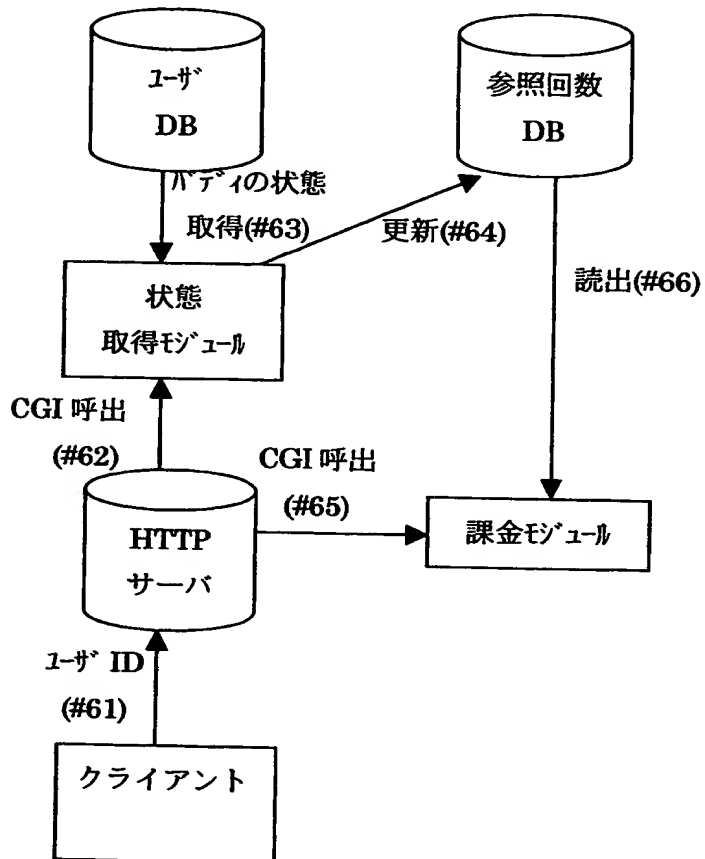 ユーザ
DB
参照回数
DB
バディの状態
取得(#63)
更新(#64)
読出(#66)
状態
取得モジュール
CGI 呼出
(#62)
CGI 呼出
(#65)
HTTP
サーバ
課金モジュール
ユーザ ID
(#61)
クライアント